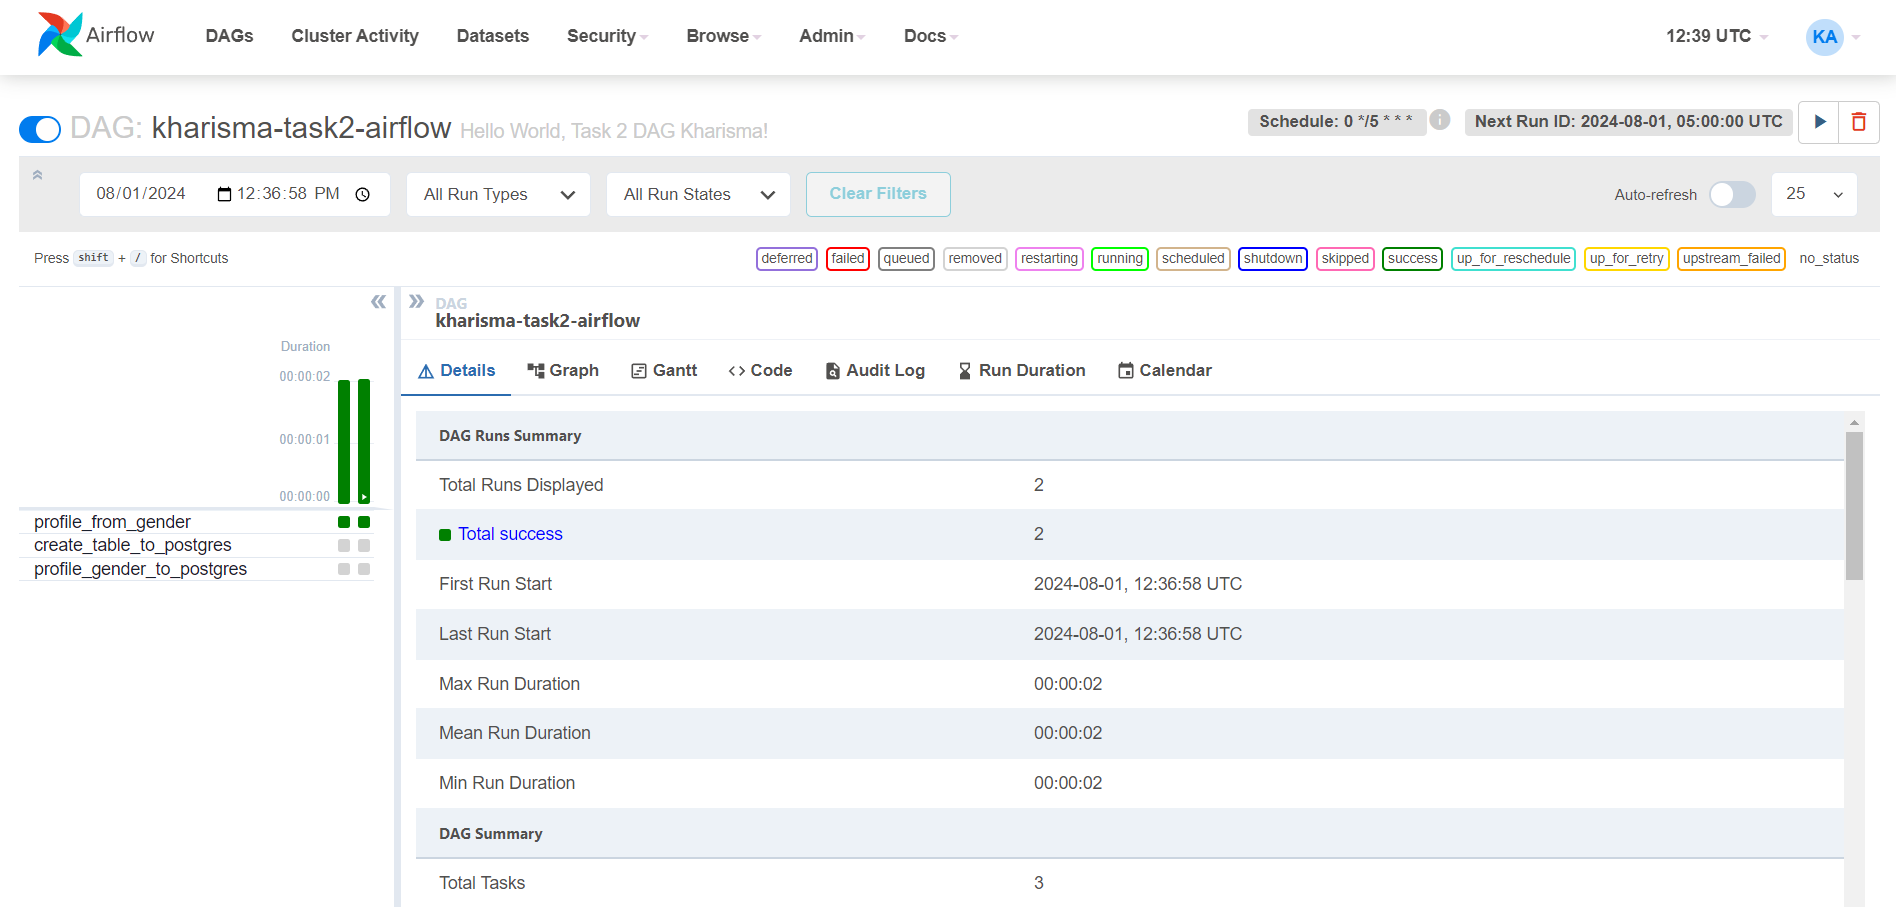 Airflow DAGs Cluster Activity Datasets Security Browse Admin Docs 12:39 UTC KA
DAG: kharisma-task2-airflow Hello World, Task 2 DAG Kharisma! Schedule: 0 */5 * * * i Next Run ID: 2024-08-01, 05:00:00 UTC
08/01/2024 12:36:58 PM All Run Types All Run States Clear Filters Auto-refresh 25
Press shift + / for Shortcuts deferred failed queued removed restarting running scheduled shutdown skipped success up_for_reschedule up_for_retry upstream_failed no_status
DAG
kharisma-task2-airflow
Duration
00:00:02
00:00:01
00:00:00
profile_from_gender
create_table_to_postgres
profile_gender_to_postgres
Details Graph Gantt Code Audit Log Run Duration Calendar
DAG Runs Summary
Total Runs Displayed 2
Total success 2
First Run Start 2024-08-01, 12:36:58 UTC
Last Run Start 2024-08-01, 12:36:58 UTC
Max Run Duration 00:00:02
Mean Run Duration 00:00:02
Min Run Duration 00:00:02
DAG Summary
Total Tasks 3